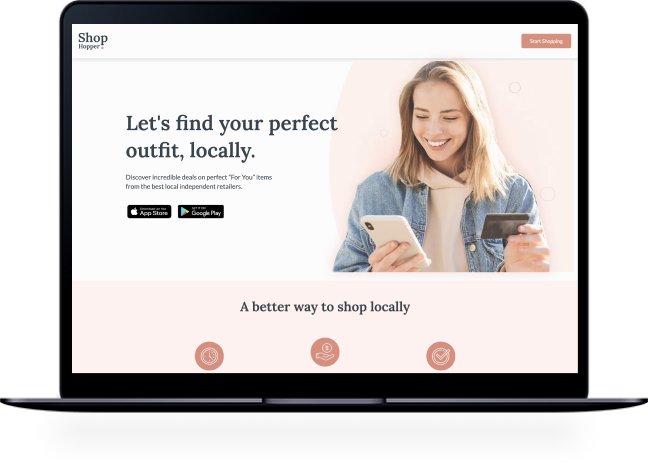 Shop
Hopper
Start Shopping
Let's find your perfect
outfit, locally.
Discover incredible deals on perfect "For You" items
from the best local independent retailers.
Download on the
App Store
GET IT ON
Google Play
A better way to shop locally
$